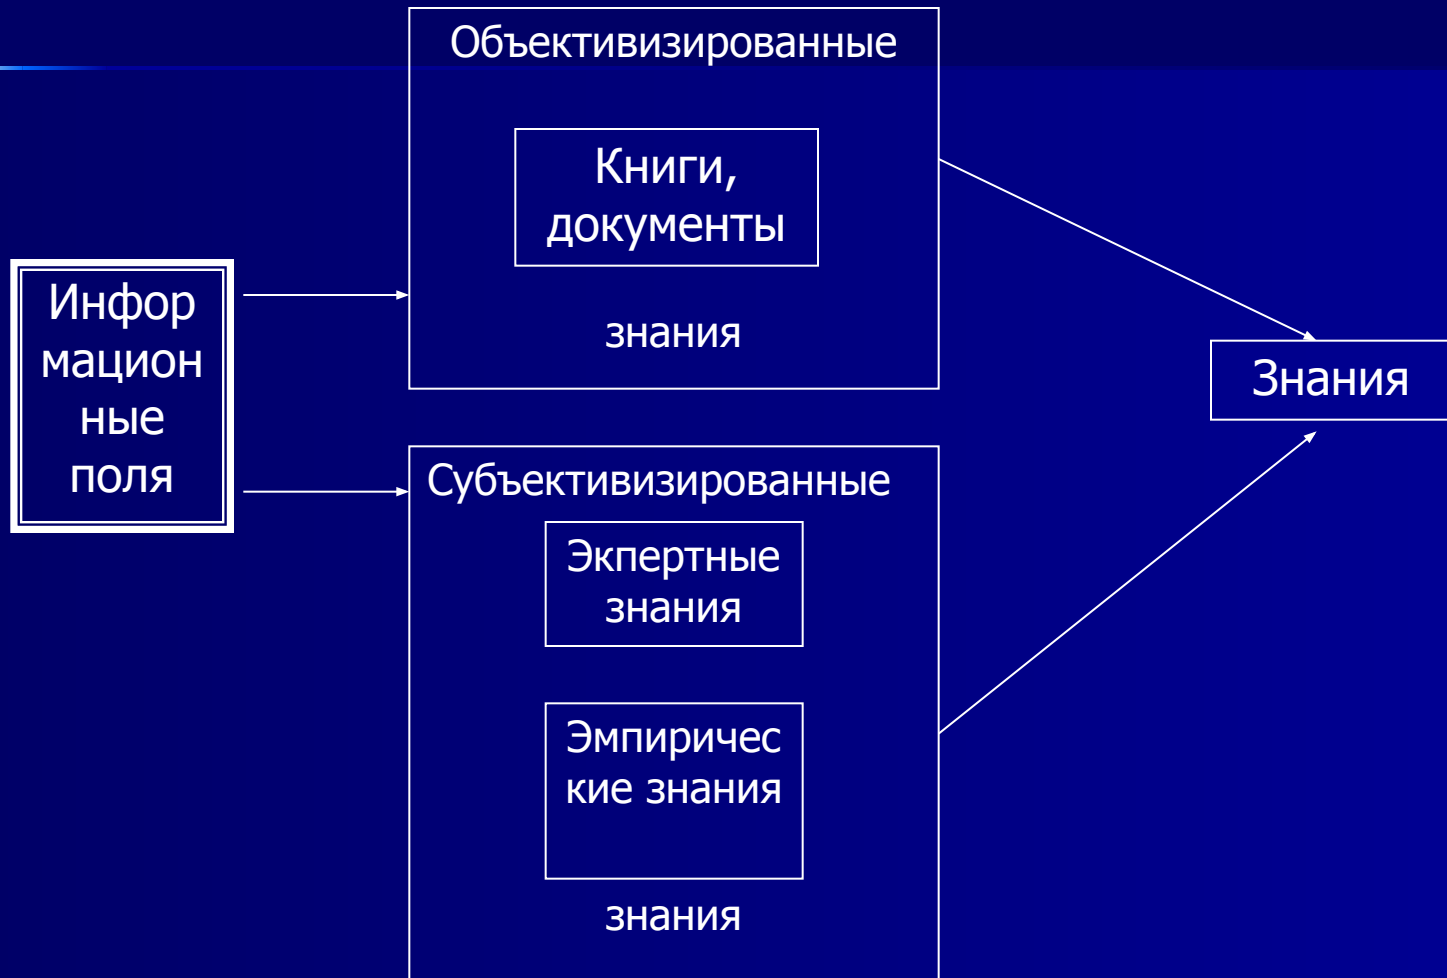 Объективизированные
Книги,
документы
знания
Инфор
мацион
ные
поля
Знания
Субъективизированные
Экпертные
знания
Эмпиричес
кие знания
знания